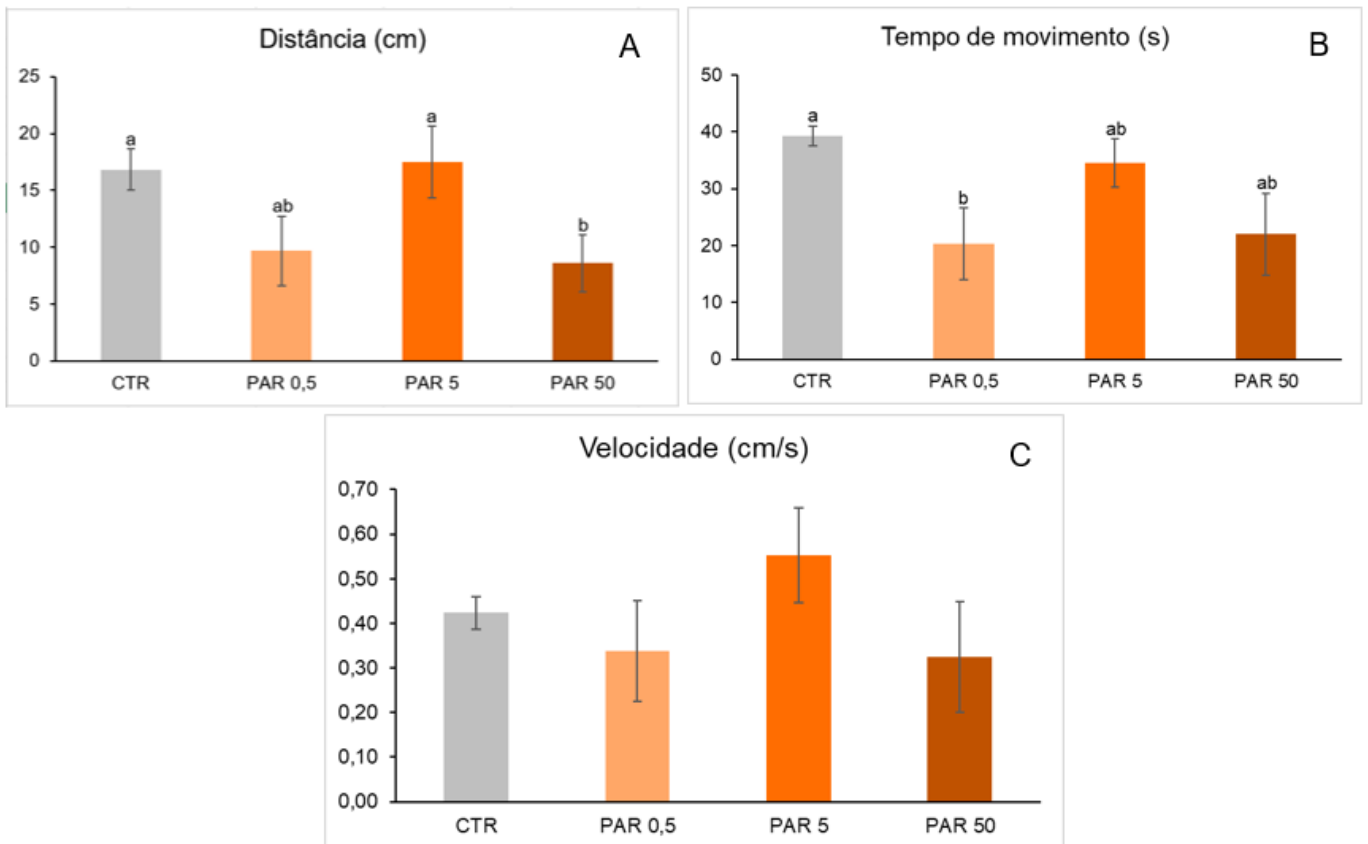 Distância (cm)
A
25
20
15
10
5
0
a
ab
a
b
CTR
PAR 0,5
PAR 5
PAR 50
Tempo de movimento (s)
B
50
40
30
20
10
0
a
b
ab
ab
CTR
PAR 0,5
PAR 5
PAR 50
Velocidade (cm/s)
C
0,70
0,60
0,50
0,40
0,30
0,20
0,10
0,00
CTR
PAR 0,5
PAR 5
PAR 50